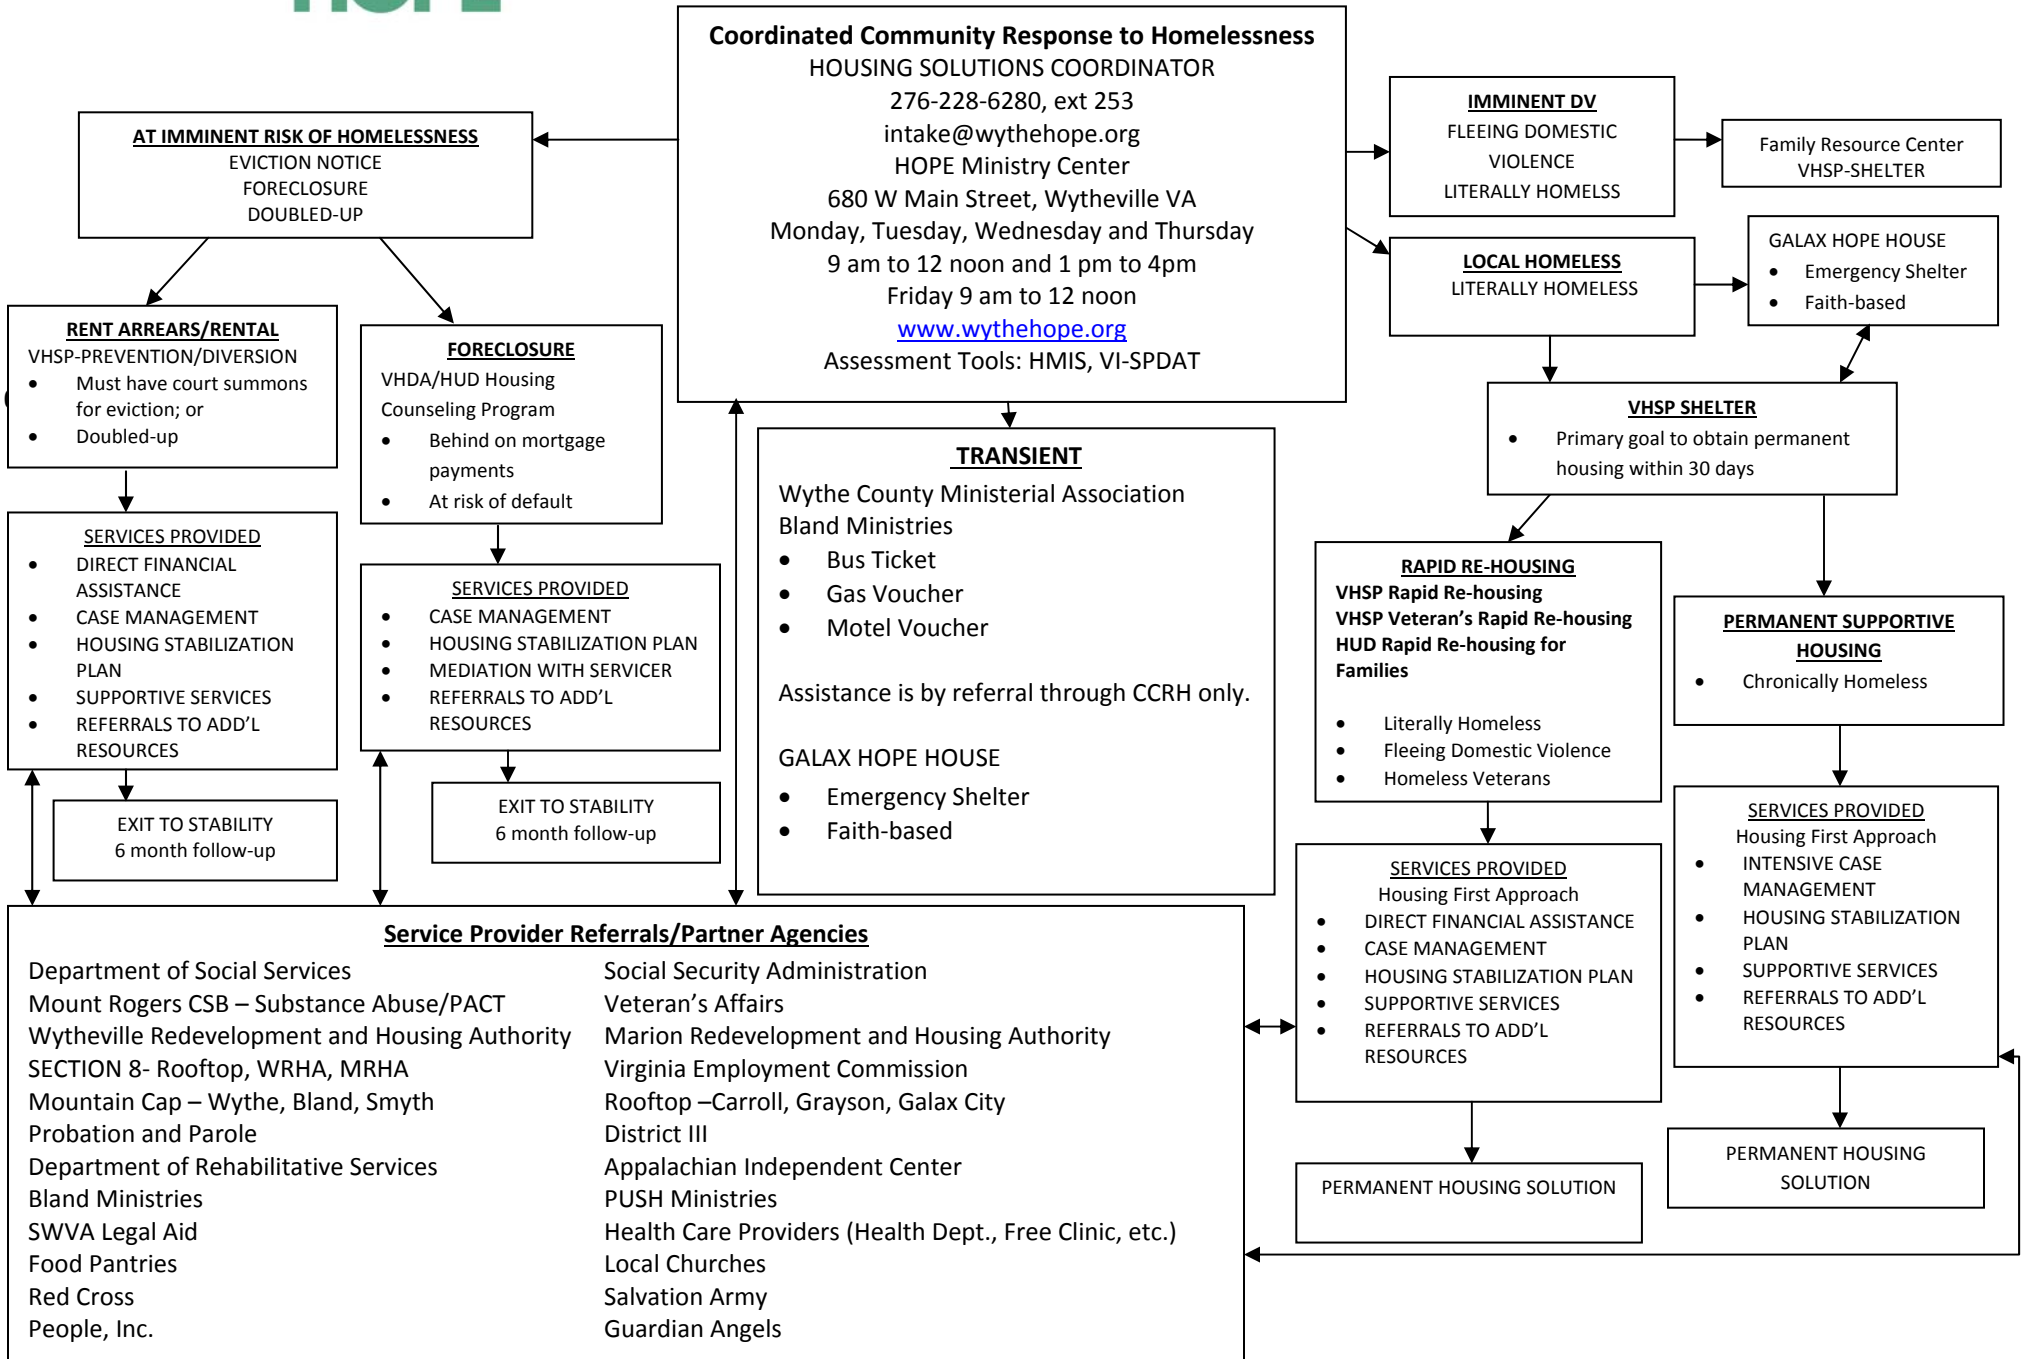 HOPE
Coordinated Community Response to Homelessness
HOUSING SOLUTIONS COORDINATOR
276-228-6280, ext 253
intake@wythehope.org
HOPE Ministry Center
680 W Main Street, Wytheville VA
Monday, Tuesday, Wednesday and Thursday
9 am to 12 noon and 1 pm to 4pm
Friday 9 am to 12 noon
www.wythehope.org
Assessment Tools: HMIS, VI-SPDAT
AT IMMINENT RISK OF HOMELESSNESS
EVICTION NOTICE
FORECLOSURE
DOUBLED-UP
IMMINENT DV
FLEEING DOMESTIC
VIOLENCE
LITERALLY HOMELSS
Family Resource Center
VHSP-SHELTER
LOCAL HOMELESS
LITERALLY HOMELESS
GALAX HOPE HOUSE
• Emergency Shelter
• Faith-based
RENT ARREARS/RENTAL
VHSP-PREVENTION/DIVERSION
• Must have court summons
for eviction; or
• Doubled-up
FORECLOSURE
VHDA/HUD Housing
Counseling Program
• Behind on mortgage
payments
• At risk of default
VHSP SHELTER
• Primary goal to obtain permanent
housing within 30 days
TRANSIENT
Wythe County Ministerial Association
Bland Ministries
• Bus Ticket
• Gas Voucher
• Motel Voucher
Assistance is by referral through CCRH only.
GALAX HOPE HOUSE
• Emergency Shelter
• Faith-based
SERVICES PROVIDED
• DIRECT FINANCIAL
ASSISTANCE
• CASE MANAGEMENT
• HOUSING STABILIZATION
PLAN
• SUPPORTIVE SERVICES
• REFERRALS TO ADD’L
RESOURCES
SERVICES PROVIDED
• CASE MANAGEMENT
• HOUSING STABILIZATION PLAN
• MEDIATION WITH SERVICER
• REFERRALS TO ADD’L
RESOURCES
RAPID RE-HOUSING
VHSP Rapid Re-housing
VHSP Veteran’s Rapid Re-housing
HUD Rapid Re-housing for
Families
• Literally Homeless
• Fleeing Domestic Violence
• Homeless Veterans
PERMANENT SUPPORTIVE
HOUSING
• Chronically Homeless
EXIT TO STABILITY
6 month follow-up
EXIT TO STABILITY
6 month follow-up
SERVICES PROVIDED
Housing First Approach
• DIRECT FINANCIAL ASSISTANCE
• CASE MANAGEMENT
• HOUSING STABILIZATION PLAN
• SUPPORTIVE SERVICES
• REFERRALS TO ADD’L
RESOURCES
SERVICES PROVIDED
Housing First Approach
• INTENSIVE CASE
MANAGEMENT
• HOUSING STABILIZATION
PLAN
• SUPPORTIVE SERVICES
• REFERRALS TO ADD’L
RESOURCES
PERMANENT HOUSING SOLUTION
PERMANENT HOUSING
SOLUTION
Service Provider Referrals/Partner Agencies
Department of Social Services
Mount Rogers CSB – Substance Abuse/PACT
Wytheville Redevelopment and Housing Authority
SECTION 8- Rooftop, WRHA, MRHA
Mountain Cap – Wythe, Bland, Smyth
Probation and Parole
Department of Rehabilitative Services
Bland Ministries
SWVA Legal Aid
Food Pantries
Red Cross
People, Inc.
Social Security Administration
Veteran’s Affairs
Marion Redevelopment and Housing Authority
Virginia Employment Commission
Rooftop –Carroll, Grayson, Galax City
District III
Appalachian Independent Center
PUSH Ministries
Health Care Providers (Health Dept., Free Clinic, etc.)
Local Churches
Salvation Army
Guardian Angels